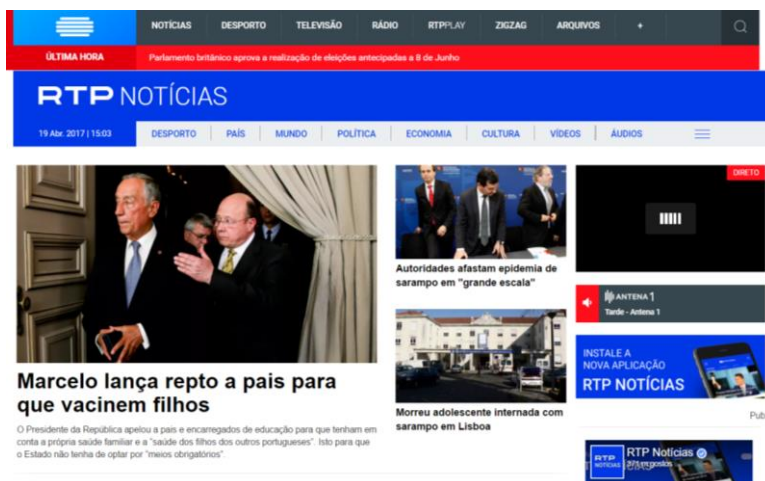 NOTÍCIAS DESPORTO TELEVISÃO RÁDIO RTPPLAY ZIGZAG ARQUIVOS +
ÚLTIMA HORA Parlamento britânico aprova a realização de eleições antecipadas a 8 de Junho
RTP NOTÍCIAS
19 Abr. 2017 | 15:03 DESPORTO PAÍS MUNDO POLÍTICA ECONOMIA CULTURA VÍDEOS ÁUDIOS
DIRETO
Autoridades afastam epidemia de
sarampo em "grande escala"
ANTENA 1
Tarde - Antena 1
INSTALE A
NOVA APLICAÇÃO
RTP NOTÍCIAS
Marcelo lança repto a pais para
que vacinem filhos
O Presidente da República apelou a pais e encarregados de educação para que tenham em
conta a própria saúde familiar e a "saúde dos filhos dos outros portugueses". Isto para que
o Estado não tenha de optar por "meios obrigatórios".
Morreu adolescente internada com
sarampo em Lisboa
Pub
RTP
NOTÍCIAS
RTP Notícias
gostos